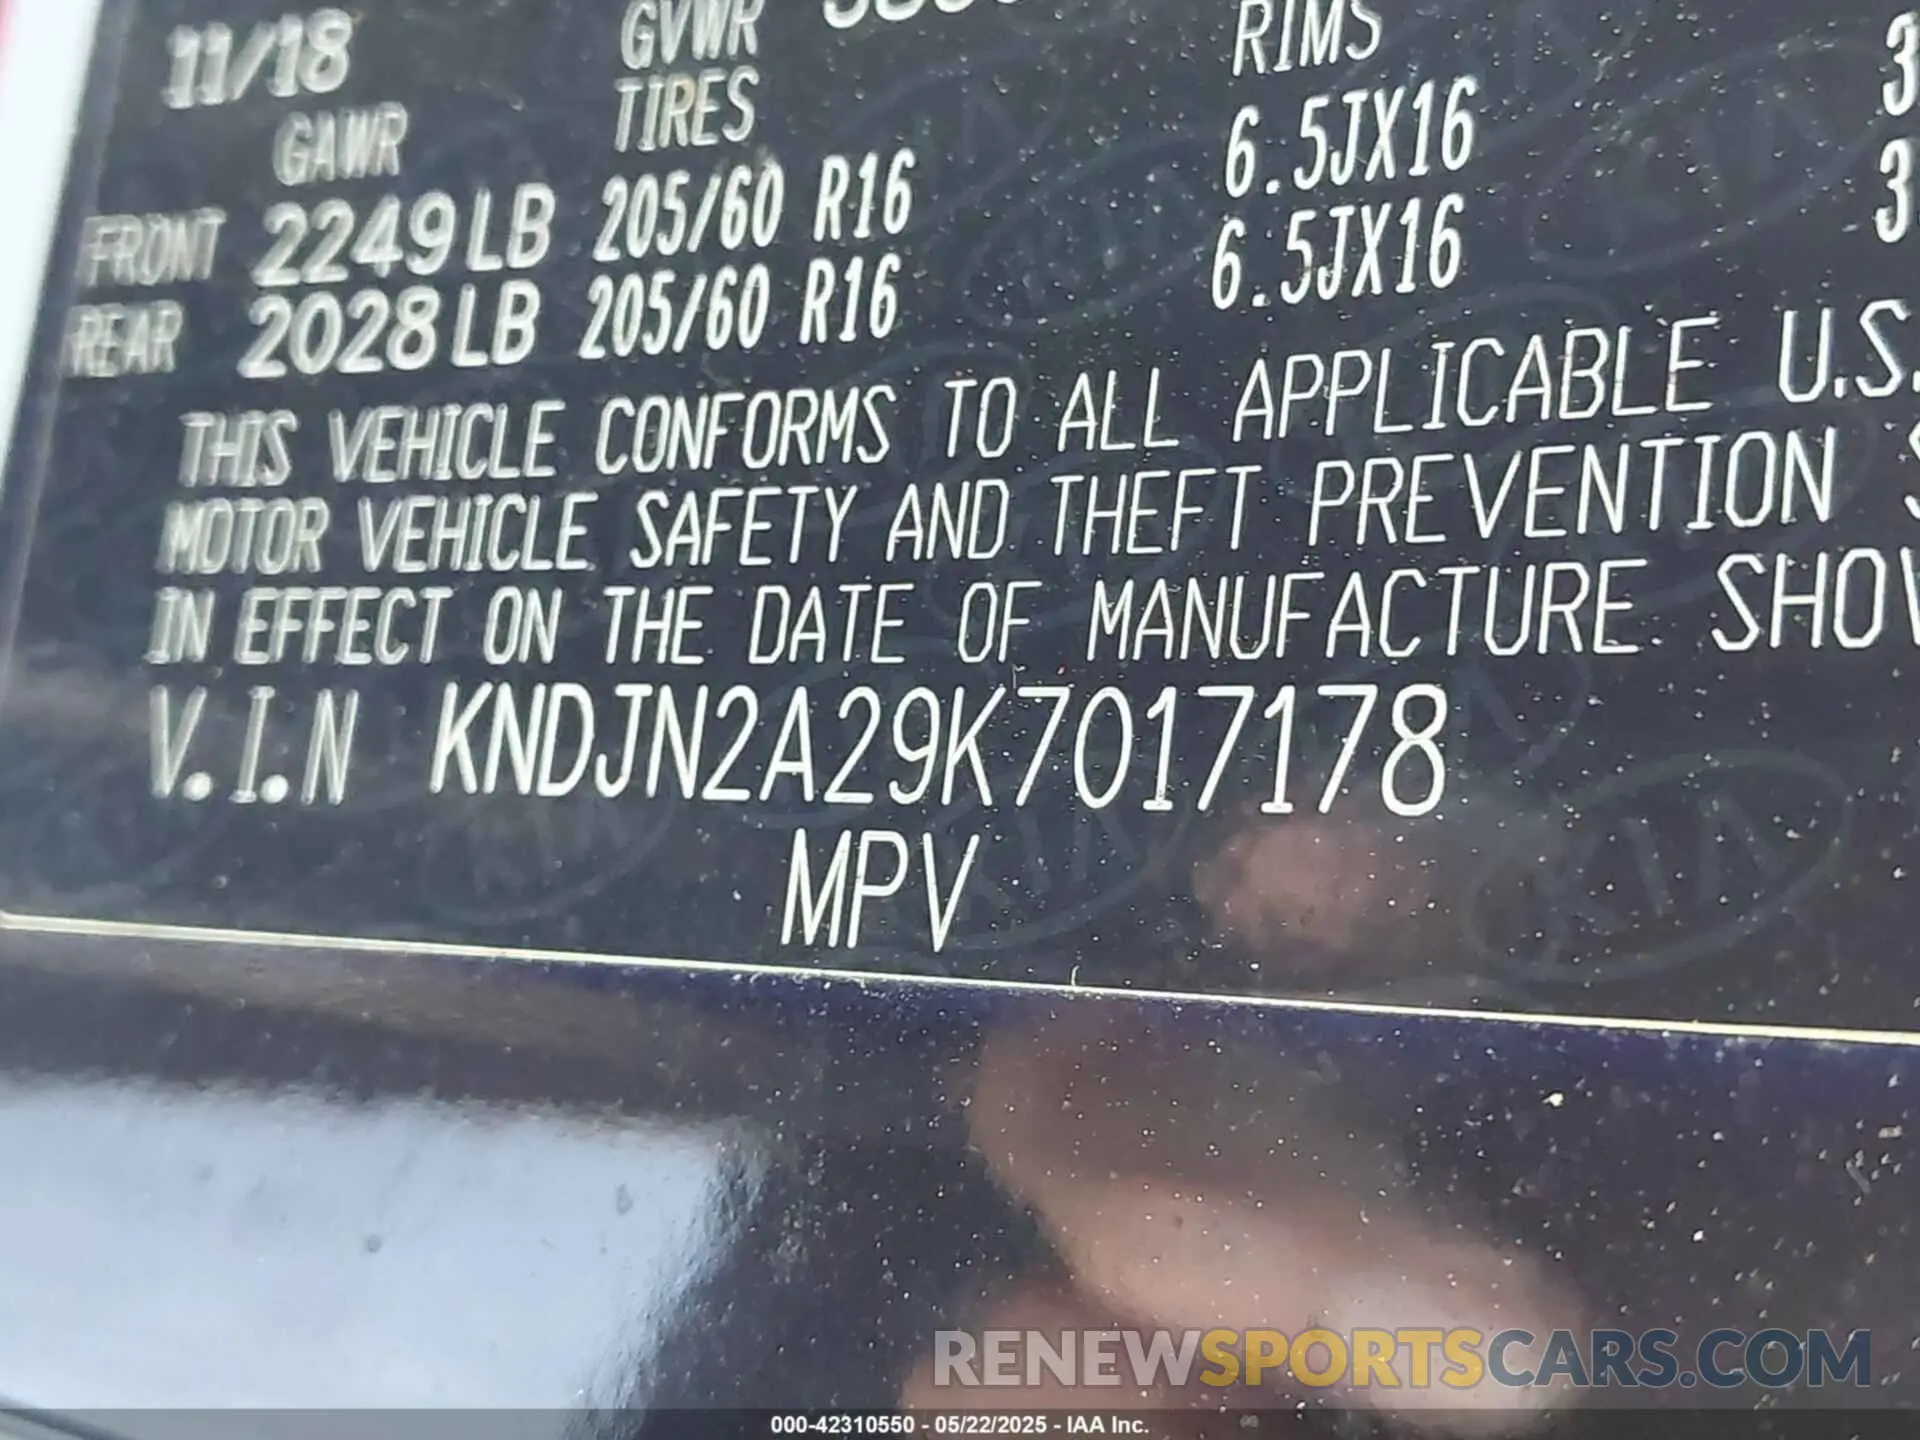 11/18 GVWR
GAWR TIRES RIMS
FRONT 2249LB 205/60 R16 6.5JX16
REAR 2028LB 205/60 R16 6.5JX16
THIS VEHICLE CONFORMS TO ALL APPLICABLE U.S.
MOTOR VEHICLE SAFETY AND THEFT PREVENTION
IN EFFECT ON THE DATE OF MANUFACTURE
V.I.N KNDJN2A29K7017178
MPV
RENEWSPORTSCARS.COM
000-42310550 - 05/22/2025 - IAA Inc.